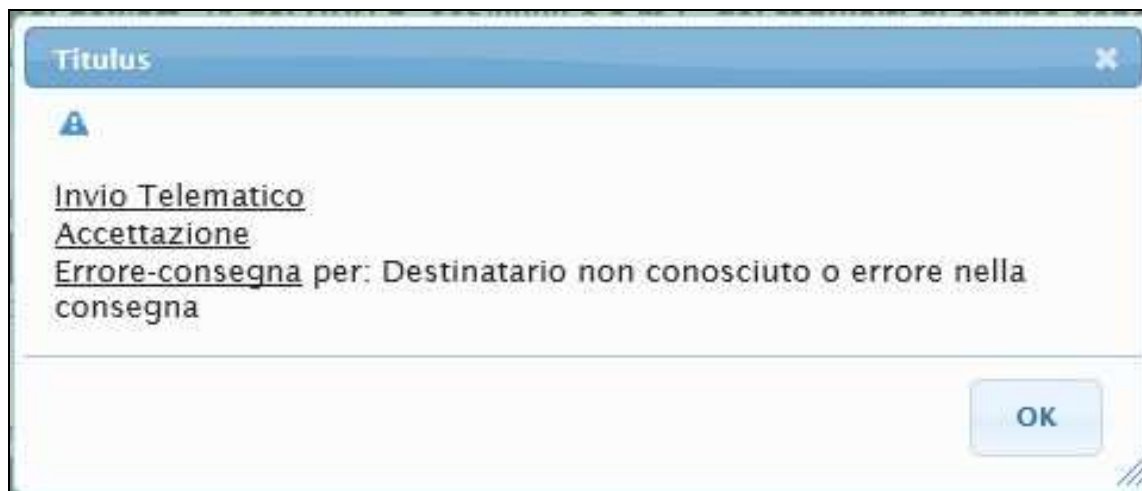 Titulus
Invio Telematico
Accettazione
Errore-consegna per: Destinatario non conosciuto o errore nella
consegna
OK